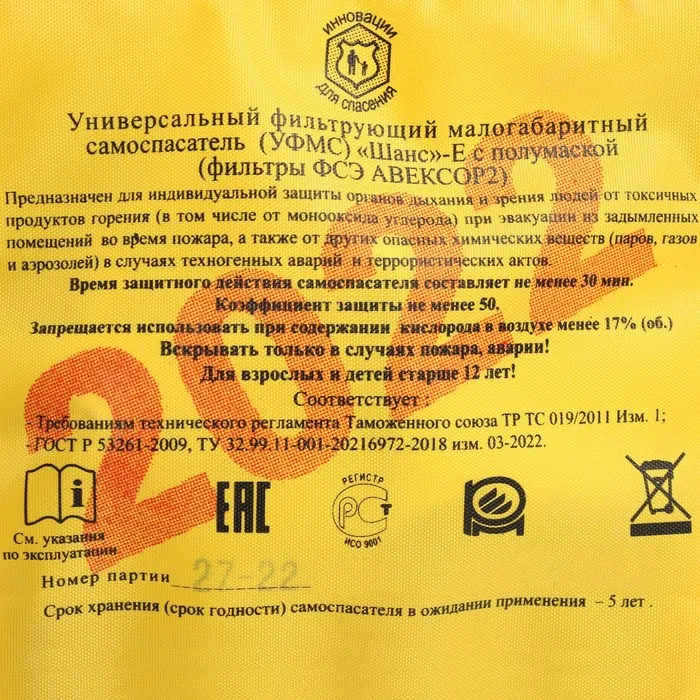 ИННОВАЦИИ
ДЛЯ СПАСЕНИЯ
Универсальный фильтрующий малогабаритный
самоспасатель (УФМС) «Шанс»-Е с полумаской
(фильтры ФСЭ АВЕКСОР2)
Предназначен для индивидуальной защиты органов дыхания и зрения людей от токсичных
продуктов горения (в том числе от монооксида углерода) при эвакуации из задымленных
помещений во время пожара, а также от других опасных химических веществ (паров, газов
и аэрозолей) в случаях техногенных аварий и террористических актов.
Время защитного действия самоспасателя составляет не менее 30 мин.
Коэффициент защиты не менее 50.
Запрещается использовать при содержании кислорода в воздухе менее 17% (об.)
Вскрывать только в случаях пожара, аварии!
Для взрослых и детей старше 12 лет!
Соответствует :
- Требованиям технического регламента Таможенного союза ТР ТС 019/2011 Изм. 1;
- ГОСТ Р 53261-2009, ТУ 32.99.11-001-20216972-2018 изм. 03-2022.
2022
i
См. указания
по эксплуатации
ЕАС
РЕГИСТР
РСТ
ИСО 9001
Номер партии 27-22
Срок хранения (срок годности) самоспасателя в ожидании применения – 5 лет .